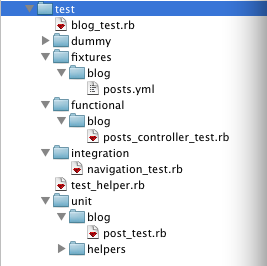 test
blog_test.rb
dummy
fixtures
blog
posts.yml
functional
blog
posts_controller_test.rb
integration
navigation_test.rb
test_helper.rb
unit
blog
post_test.rb
helpers